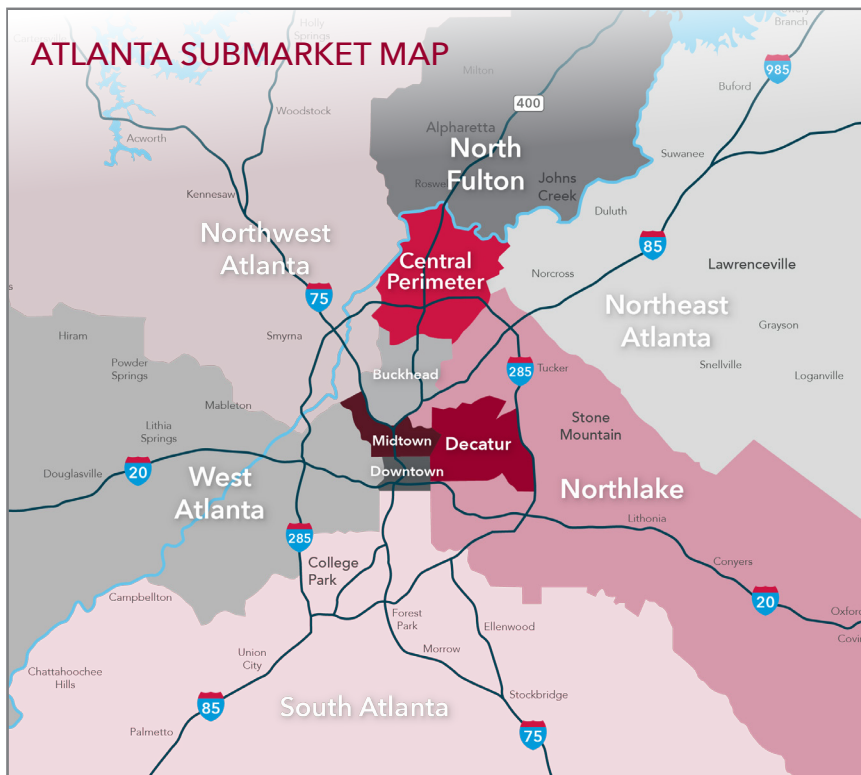 Holly
Springs
Branch
ATLANTA SUBMARKET MAP
Milton
985
Buford
400
Woodstock
Alpharetta
Acworth
North
Fulton
Suwanee
Kennesaw
Johns
Creek
Duluth
Northwest
Atlanta
85
Central
Perimeter
Lawrenceville
Norcross
75
Northeast
Atlanta
Grayson
Hiram
Smyrna
Powder
Springs
Buckhead
285
Tucker
Snellville
Loganville
Mableton
Stone
Mountain
Lithia
Springs
Midtown
Decatur
Douglasville
20
West
Atlanta
Downtown
Northlake
Lithonia
285
College
Park
Conyers
Campbellton
20
Forest
Park
Ellenwood
Union
City
Morrow
Chattahoochee
Hills
85
South Atlanta
Stockbridge
Palmetto
75